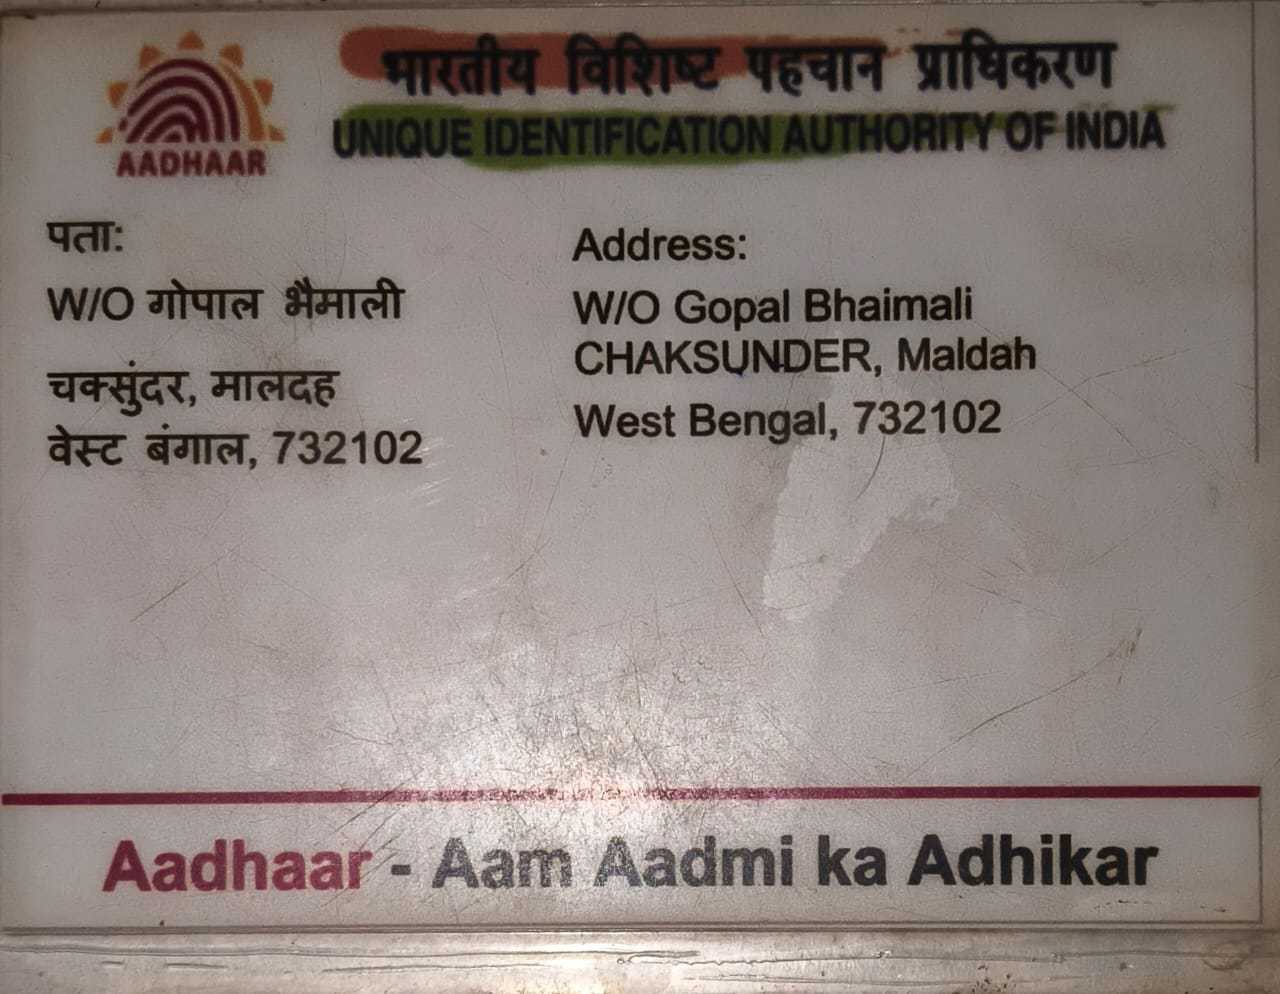 भारतीय विशिष्ट पहचान प्राधिकरण
AADHAAR
UNIQUE IDENTIFICATION AUTHORITY OF INDIA
पता:
W/O गोपाल भैमाली
चक्सुंदर, मालदह
वेस्ट बंगाल, 732102
Address:
W/O Gopal Bhaimali
CHAKSUNDER, Maldah
West Bengal, 732102
Aadhaar - Aam Aadmi ka Adhikar